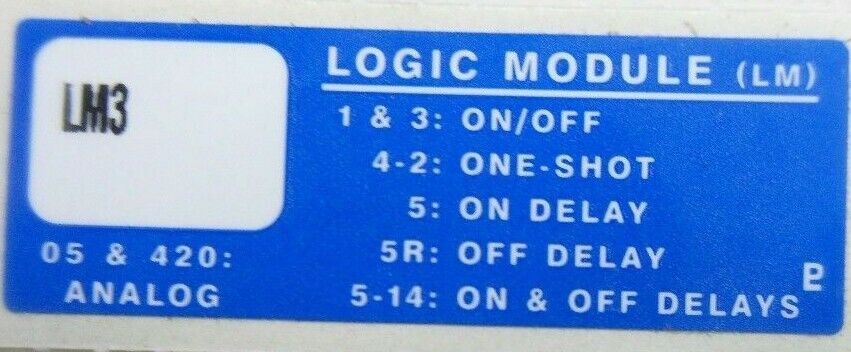 LM3
LOGIC MODULE (LM)
1 & 3: ON/OFF
4-2: ONE-SHOT
5: ON DELAY
5R: OFF DELAY
5-14: ON & OFF DELAYS
05 & 420:
ANALOG